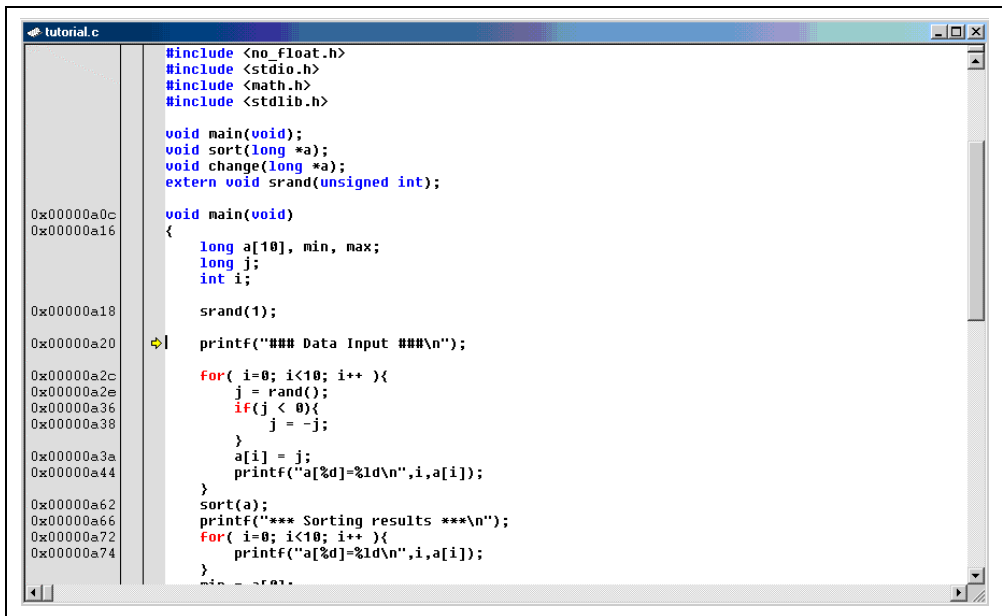 tutorial.c
#include <no_float.h>
#include <stdio.h>
#include <math.h>
#include <stdlib.h>
void main(void);
void sort(long *a);
void change(long *a);
extern void srand(unsigned int);
0x00000a0c void main(void)
0x00000a16 {
long a[10], min, max;
long j;
int i;
0x00000a18 srand(1);
0x00000a20 printf("### Data Input ###\n");
0x00000a2c for( i=0; i<10; i++ ){
0x00000a2e j = rand();
0x00000a36 if(j < 0){
0x00000a38 j = -j;
}
0x00000a3a a[i] = j;
0x00000a44 printf("a[%d]=%ld\n",i,a[i]);
}
0x00000a62 sort(a);
0x00000a66 printf("*** Sorting results ***\n");
0x00000a72 for( i=0; i<10; i++ ){
0x00000a74 printf("a[%d]=%ld\n",i,a[i]);
}
min = a[0];